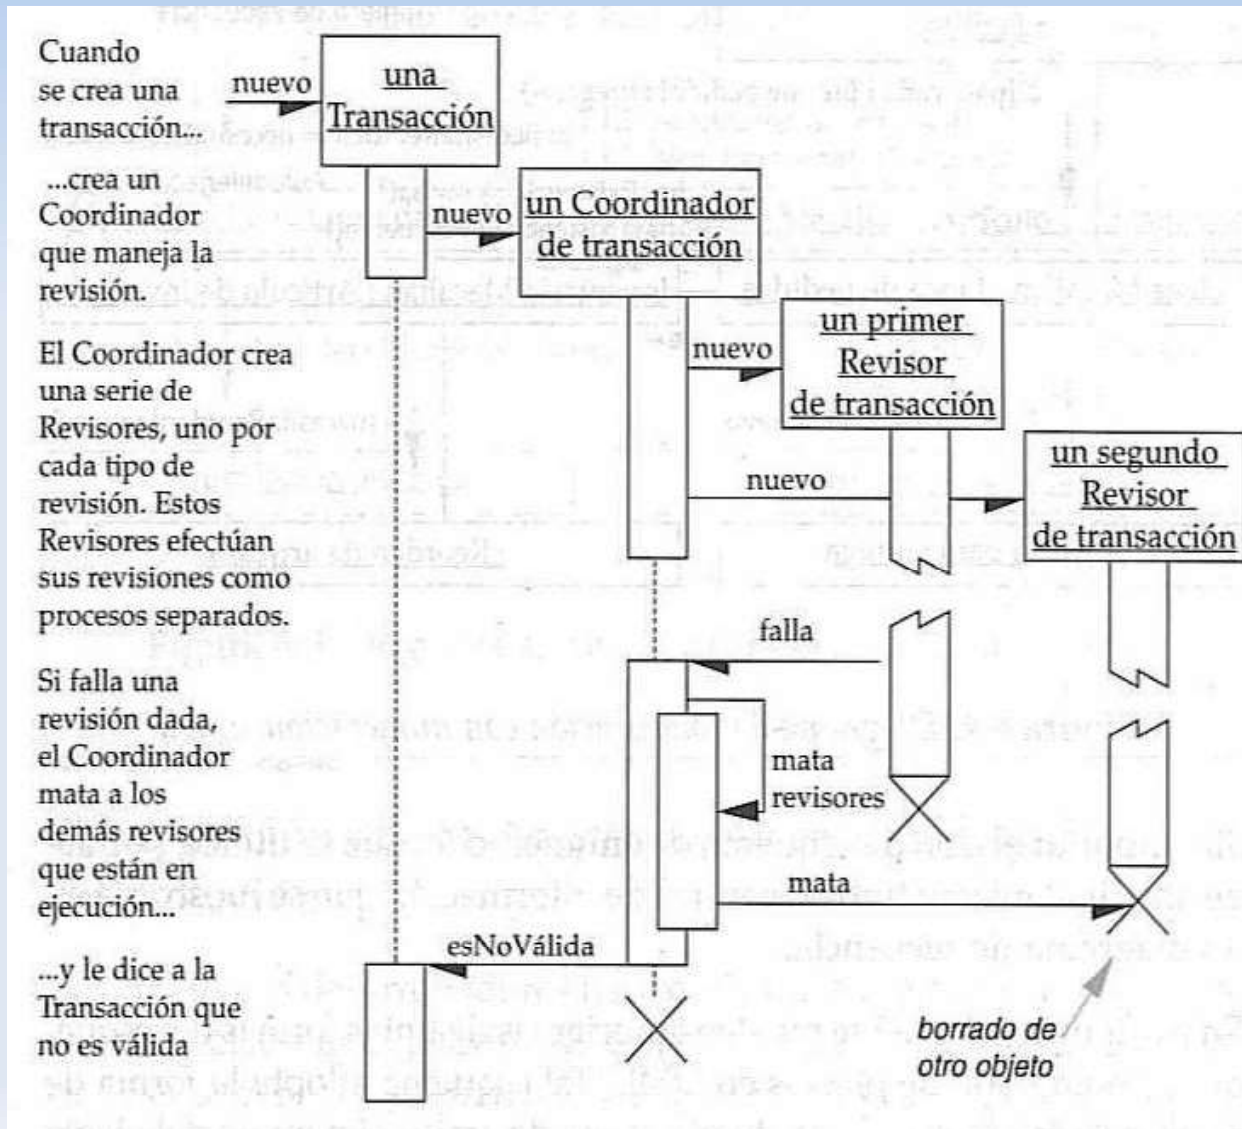 Cuando
se crea una
transacción...
...crea un
Coordinador
que maneja la
revisión.
El Coordinador crea
una serie de
Revisores, uno por
cada tipo de
revisión. Estos
Revisores efectúan
sus revisiones como
procesos separados.
Si falla una
revisión dada,
el Coordinador
mata a los
demás revisores
que están en
ejecución...
...y le dice a la
Transacción que
no es válida
nuevo
una
Transacción
nuevo
un Coordinador
de transacción
nuevo
un primer
Revisor
de transacción
nuevo
un segundo
Revisor
de transacción
falla
mata
revisores
mata
esNoVálida
borrado de
otro objeto